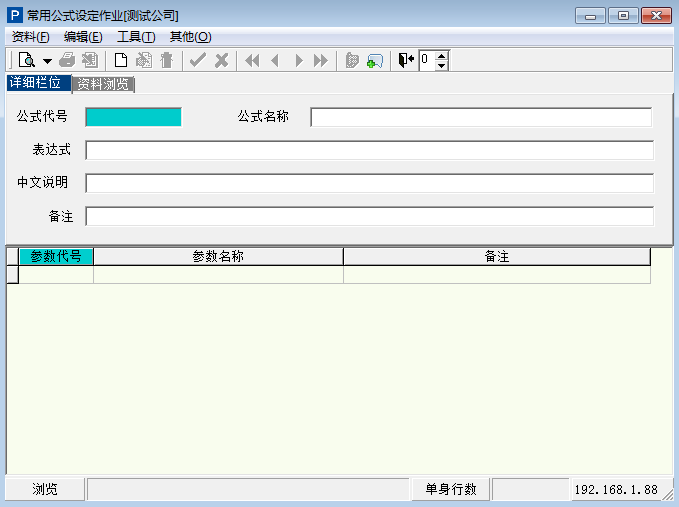 P 常用公式设定作业[测试公司]
资料(F) 编辑(E) 工具(T) 其他(O)
0
详细栏位 资料浏览
公式代号 公式名称
表达式
中文说明
备注
参数代号 参数名称 备注
浏览 单身行数 192.168.1.88